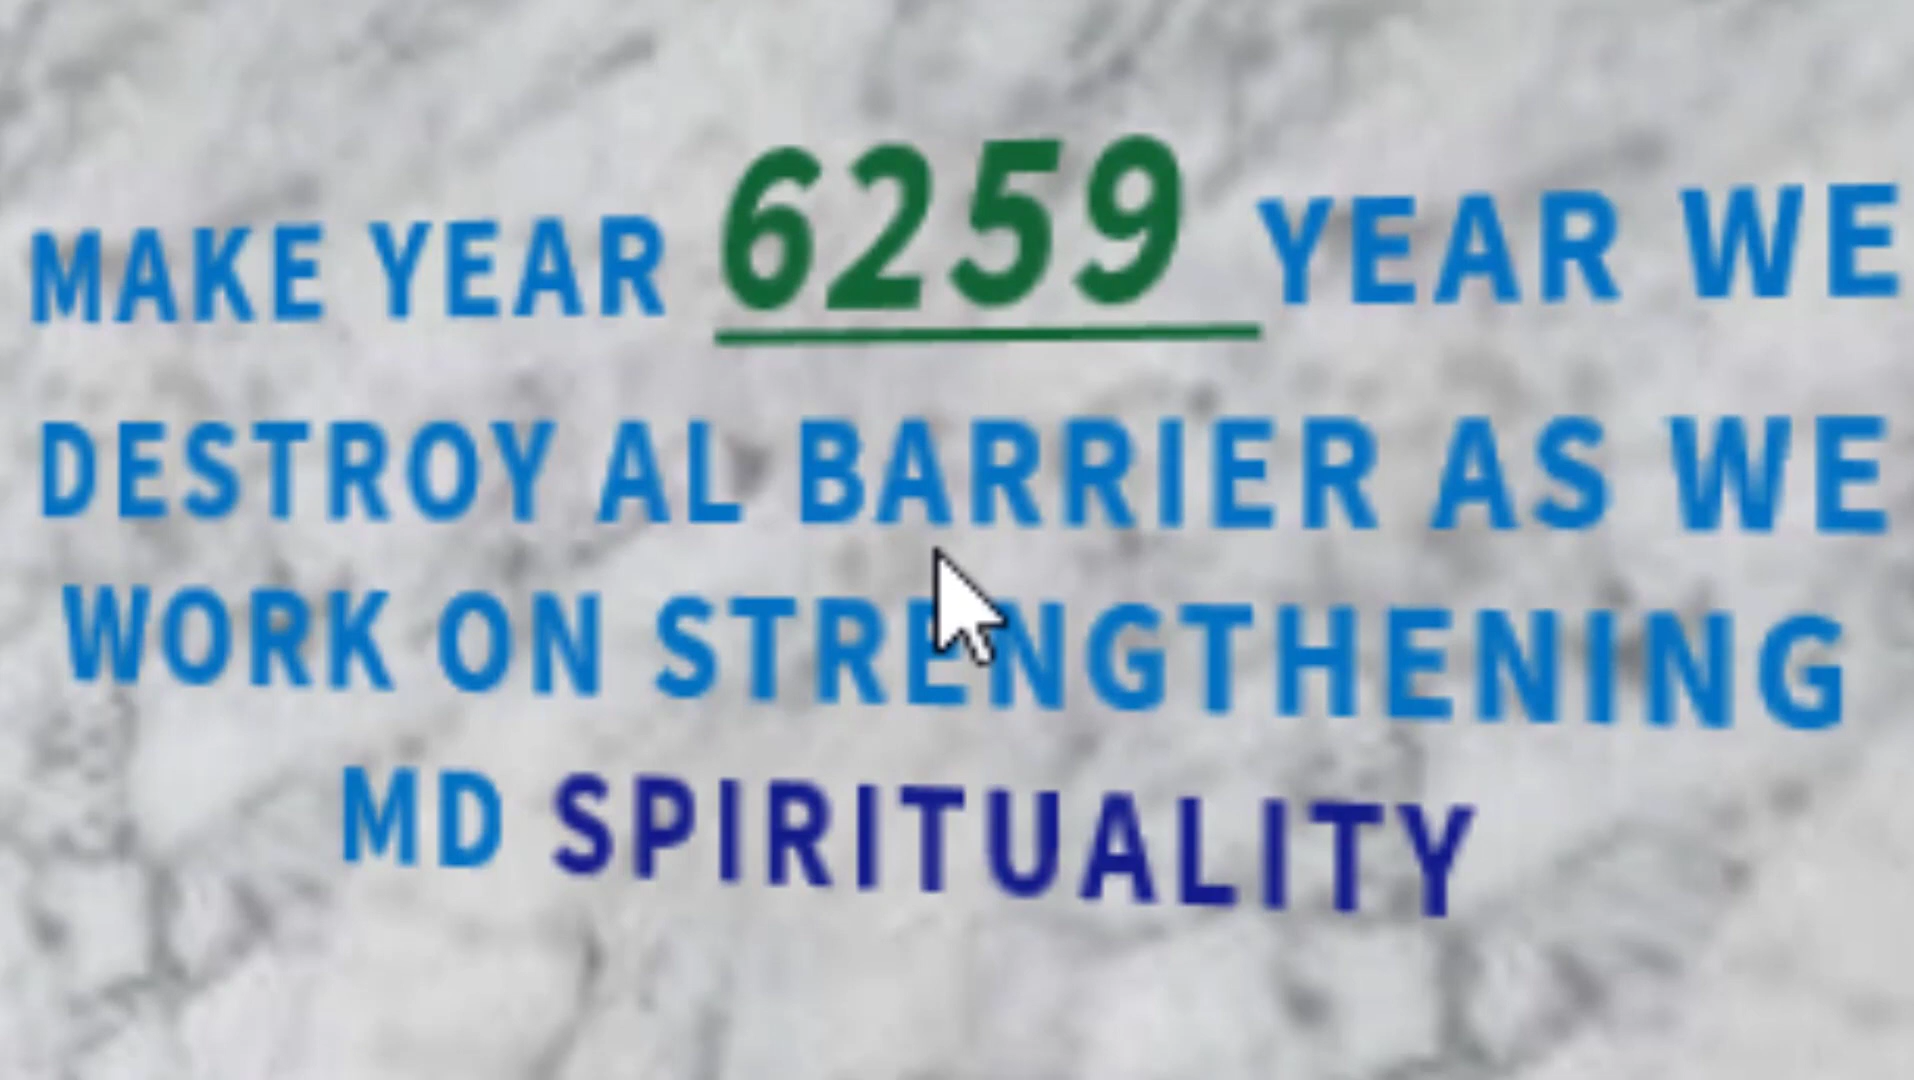 MAKE YEAR 6259 YEAR WE
DESTROY AL BARRIER AS WE
WORK ON STRENGTHENING
MD SPIRITUALITY